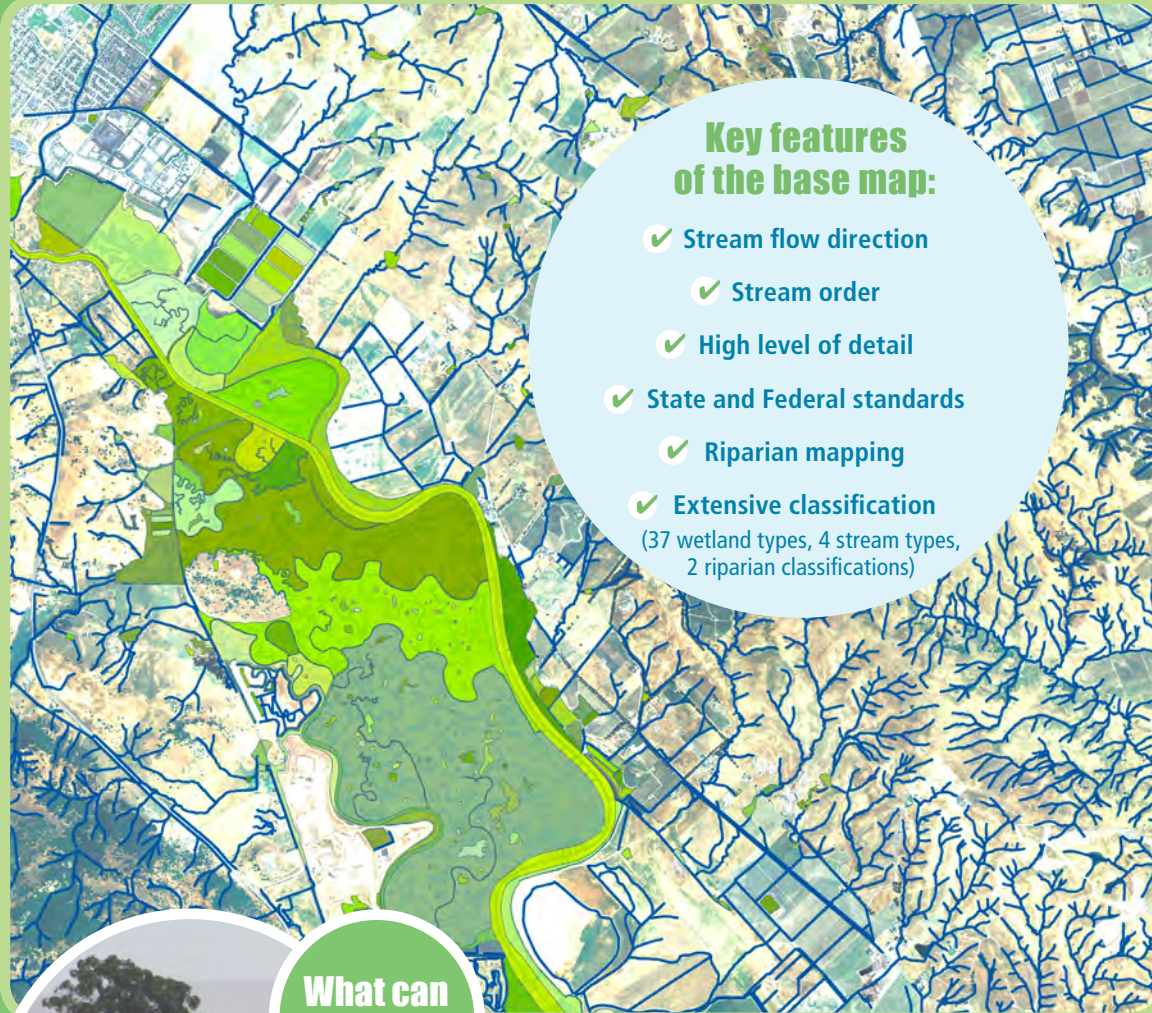 Key features
of the base map:
✔ Stream flow direction
✔ Stream order
✔ High level of detail
✔ State and Federal standards
✔ Riparian mapping
✔ Extensive classification
(37 wetland types, 4 stream types,
2 riparian classifications)
What can